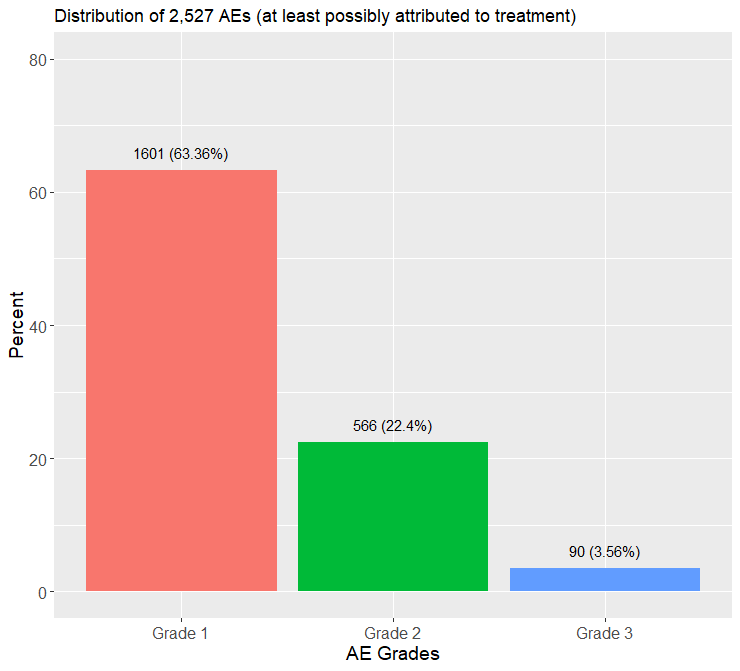 Distribution of 2,527 AEs (at least possibly attributed to treatment)
80
1601 (63.36%)
60
Percent
40
566 (22.4%)
20
90 (3.56%)
0
Grade 1 Grade 2 Grade 3
AE Grades